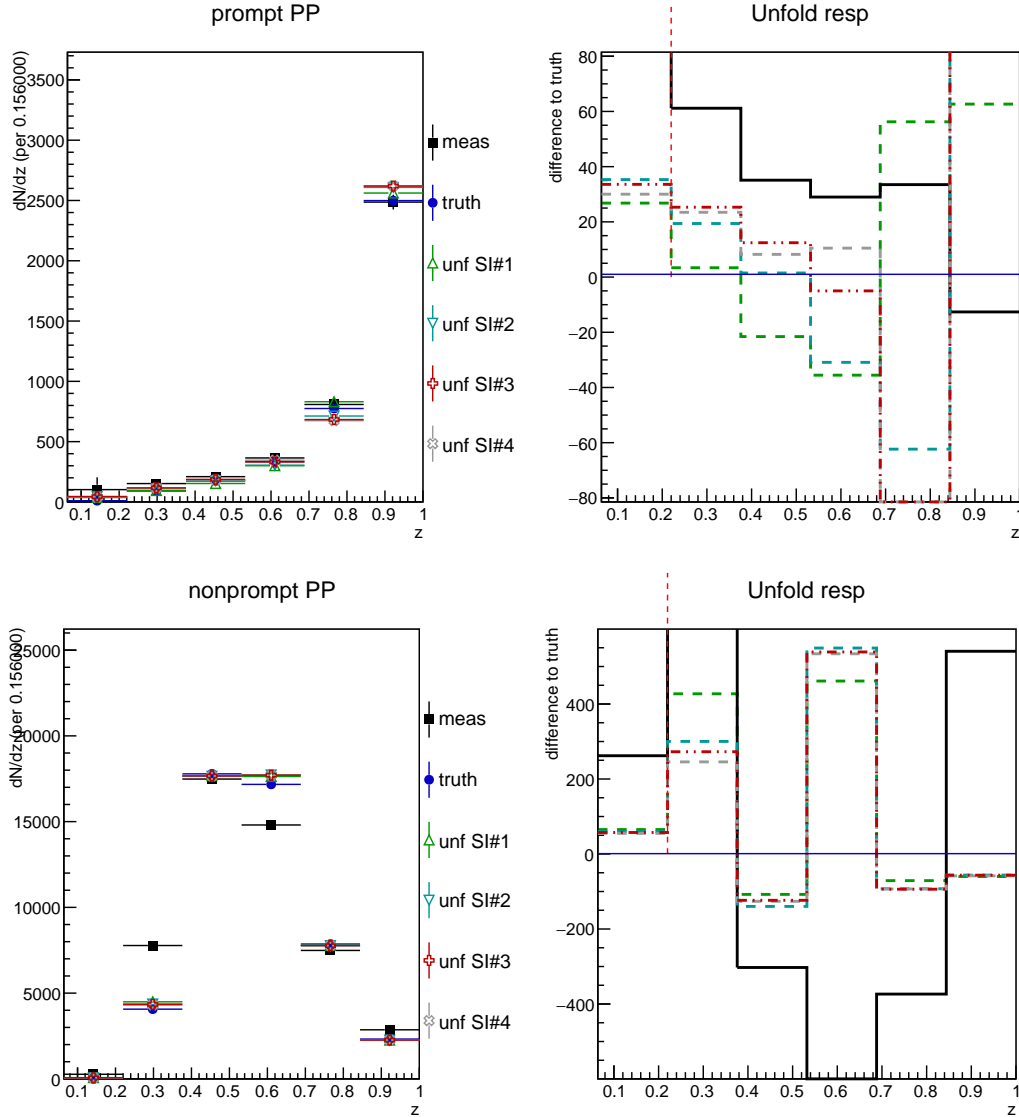 prompt PP
Unfold resp
dN/dz (per 0.156000)
3500
3000
2500
2000
1500
1000
500
0
0.1 0.2 0.3 0.4 0.5 0.6 0.7 0.8 0.9 1
z
meas
truth
unf SI#1
unf SI#2
unf SI#3
unf SI#4
difference to truth
80
60
40
20
0
−20
−40
−60
−80
0.1 0.2 0.3 0.4 0.5 0.6 0.7 0.8 0.9 1
z
nonprompt PP
Unfold resp
dN/dz (per 0.156000)
25000
20000
15000
10000
5000
0
0.1 0.2 0.3 0.4 0.5 0.6 0.7 0.8 0.9 1
z
meas
truth
unf SI#1
unf SI#2
unf SI#3
unf SI#4
difference to truth
400
200
0
−200
−400
0.1 0.2 0.3 0.4 0.5 0.6 0.7 0.8 0.9 1
z